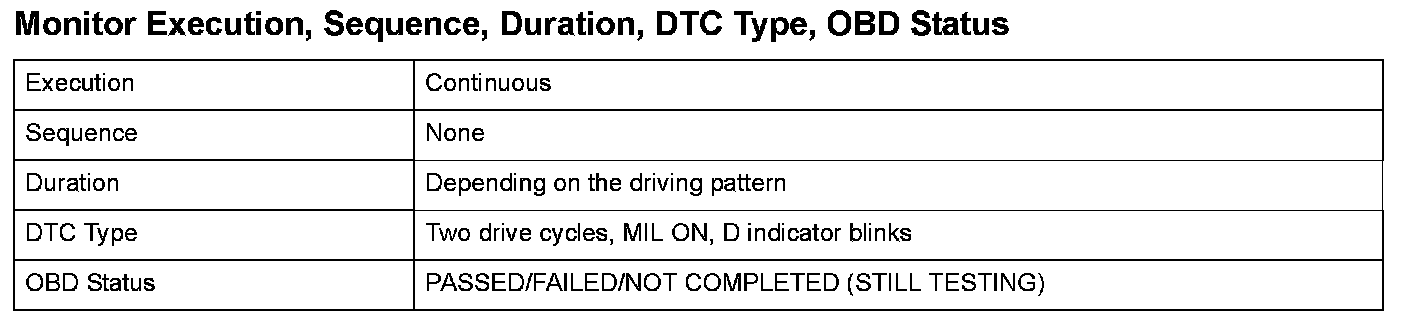 Monitor Execution, Sequence, Duration, DTC Type, OBD Status
Execution Continuous
Sequence None
Duration Depending on the driving pattern
DTC Type Two drive cycles, MIL ON, D indicator blinks
OBD Status PASSED/FAILED/NOT COMPLETED (STILL TESTING)